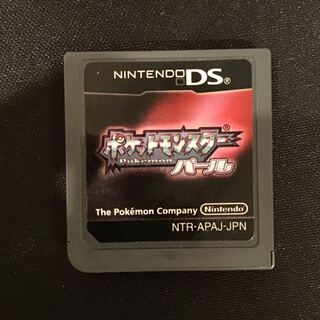 NINTENDO DS®
ポケットモンスター®
Pokémon
パール
The Pokémon Company Nintendo
NTR-APAJ-JPN